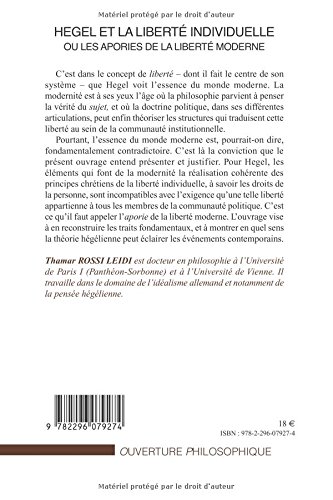 Matériel protégé par le droit d'auteur
HEGEL ET LA LIBERTÉ INDIVIDUELLE
OU LES APORIES DE LA LIBERTÉ MODERNE
C'est dans le concept de liberté – dont il fait le centre de son
système – que Hegel voit l'essence du monde moderne. La
modernité est à ses yeux l'âge où la philosophie parvient à penser
la vérité du sujet, et où la doctrine politique, dans ses différentes
articulations, peut enfin théoriser les structures qui traduisent cette
liberté au sein de la communauté institutionnelle.
Pourtant, l'essence du monde moderne est, pourrait-on dire,
fondamentalement contradictoire. C'est là la conviction que le
présent ouvrage entend présenter et justifier. Pour Hegel, les
éléments qui font de la modernité la réalisation cohérente des
principes chrétiens de la liberté individuelle, à savoir les droits de
la personne, sont incompatibles avec l'exigence qu'une telle liberté
appartienne à tous les membres de la communauté politique. C'est
ce qu'il faut appeler l'aporie de la liberté moderne. L'ouvrage vise
à en reconstruire les traits fondamentaux, et à montrer en quel sens
la théorie hégélienne peut éclairer les événements contemporains.
Thamar ROSSI LEIDI est docteur en philosophie à l'Université
de Paris I (Panthéon-Sorbonne) et à l'Université de Vienne. Il
travaille dans le domaine de l'idéalisme allemand et notamment de
la pensée hégélienne.
9 782296 079274
18 €
ISBN : 978-2-296-07927-4
OUVERTURE PHILOSOPHIQUE
Matériel protégé par le droit d'auteur